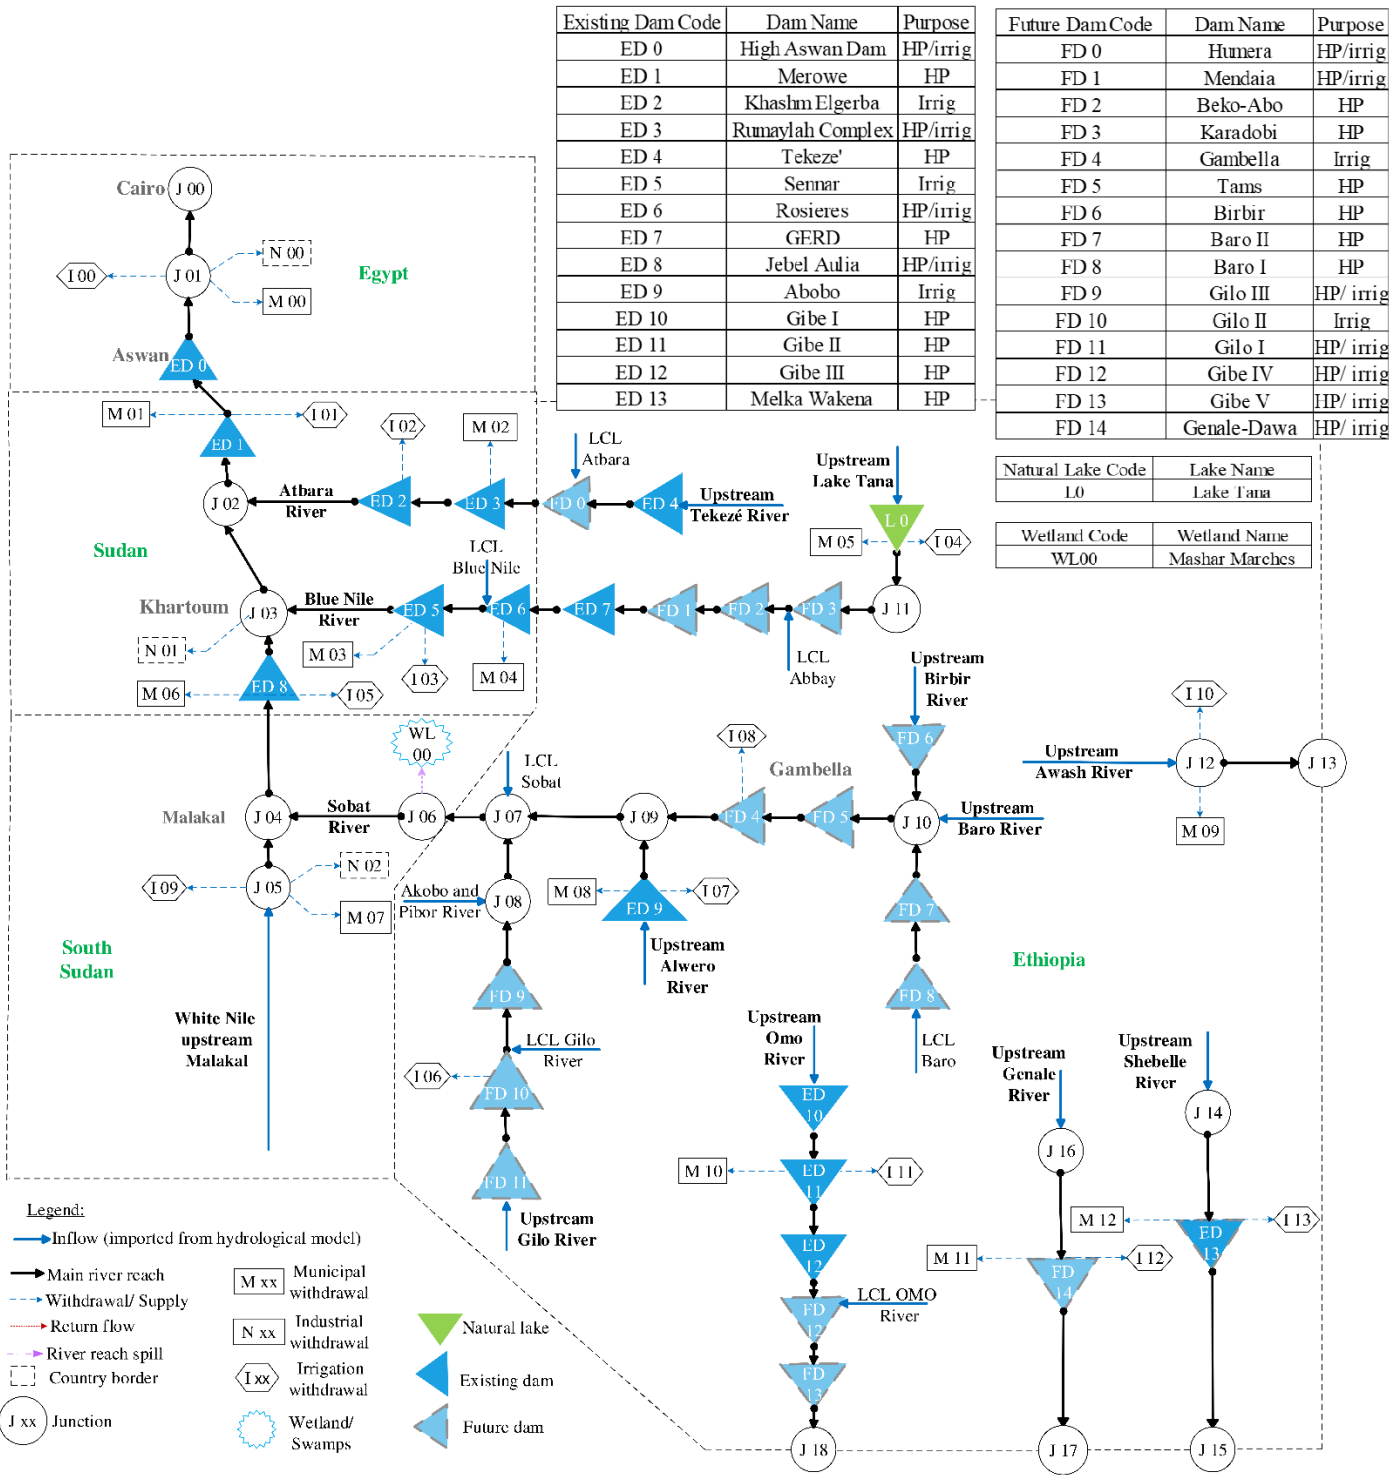 Existing Dam Code Dam Name Purpose
ED 0 High Aswan Dam HP/irrig
ED 1 Merowe HP
ED 2 Khashm Elgerba Irrig
ED 3 Rumaylah Complex HP/irrig
ED 4 Tekeze' HP
ED 5 Sennar Irrig
ED 6 Rosieres HP/irrig
ED 7 GERD HP
ED 8 Jebel Aulia HP/irrig
ED 9 Abobo Irrig
ED 10 Gibe I HP
ED 11 Gibe II HP
ED 12 Gibe III HP
ED 13 Melka Wakena HP
Future Dam Code Dam Name Purpose
FD 0 Humera HP/irrig
FD 1 Mendaia HP/irrig
FD 2 Beko-Abo HP
FD 3 Karadobi HP
FD 4 Gambella Irrig
FD 5 Tams HP
FD 6 Birbir HP
FD 7 Baro II HP
FD 8 Baro I HP
FD 9 Gilo III HP/ irrig
FD 10 Gilo II Irrig
FD 11 Gilo I HP/ irrig
FD 12 Gibe IV HP/ irrig
FD 13 Gibe V HP/ irrig
FD 14 Genale-Dawa HP/ irrig
Natural Lake Code Lake Name
L0 Lake Tana
Wetland Code Wetland Name
WL00 Mashar Marches
Cairo
J 00
N 00
I 00
J 01
M 00
Egypt
Aswan
ED 0
M 01
I 01
ED 1
I 02
M 02
LCL
Atbara
Upstream
Lake Tana
J 02
Atbara
River
ED 2
ED 3
FD 0
ED 4
Upstream
Tekezé River
L 0
M 05
I 04
Sudan
LCL
Blue Nile
Khartoum
J 03
Blue Nile
River
ED 5
ED 6
ED 7
FD 1
FD 2
FD 3
J 11
N 01
M 03
I 03
M 04
LCL
Abbay
M 06
ED 8
I 05
Upstream
Birbir
River
WL
00
LCL
Sobat
I 08
Gambella
FD 6
I 10
Upstream
Awash River
J 12
J 13
M 09
Malakal
J 04
Sobat
River
J 06
J 07
J 09
FD 4
FD 5
J 10
Upstream
Baro River
I 09
J 05
N 02
M 07
Akobo and
Pibor River
J 08
M 08
ED 9
I 07
FD 7
Upstream
Alwero
River
South
Sudan
Ethiopia
FD 9
FD 8
LCL
Baro
White Nile
upstream
Malakal
LCL Gilo
River
I 06
FD 10
FD 11
Upstream
Gilo River
Upstream
Omo
River
ED
10
M 10
ED
11
I 11
ED
12
FD
12
LCL OMO
River
FD
13
J 18
Upstream
Genale
River
J 16
M 11
FD
14
I 12
J 17
Upstream
Shebelle
River
J 14
M 12
ED
13
I 13
J 15
Legend:
Inflow (imported from hydrological model)
Main river reach
Withdrawal/ Supply
Return flow
River reach spill
Country border
J xx Junction
M xx Municipal
withdrawal
N xx Industrial
withdrawal
I xx Irrigation
withdrawal
Wetland/
Swamps
Natural lake
Existing dam
Future dam